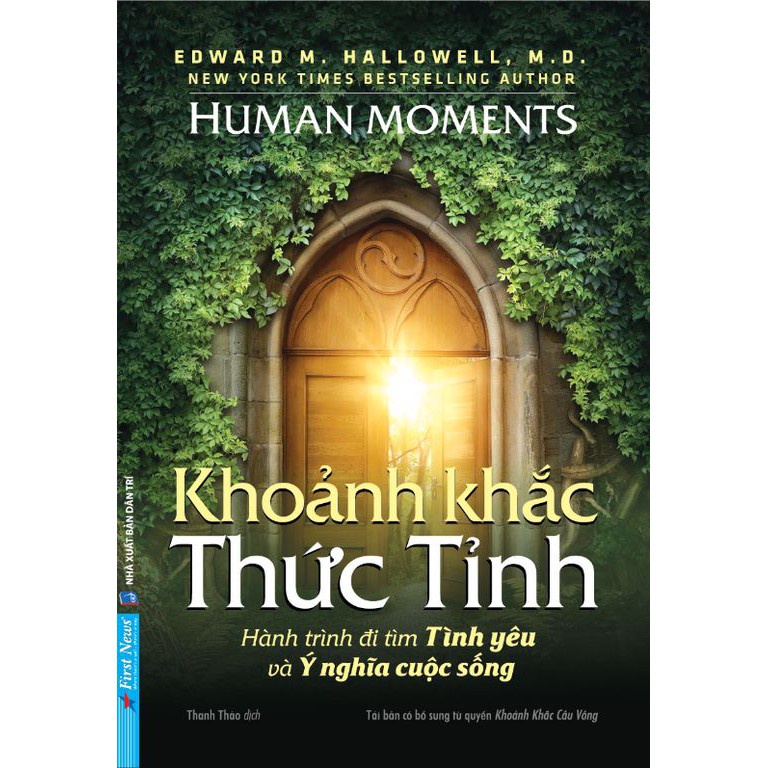 EDWARD M. HALLOWELL, M.D.
NEW YORK TIMES BESTSELLING AUTHOR
HUMAN MOMENTS
Khoảnh khắc
Thức Tỉnh
Hành trình đi tìm Tình yêu
và Ý nghĩa cuộc sống
Thanh Thảo dịch
Tái bản có bổ sung từ quyển Khoảnh Khắc Cầu Vồng
NHÀ XUẤT BẢN DÂN TRÍ
First News